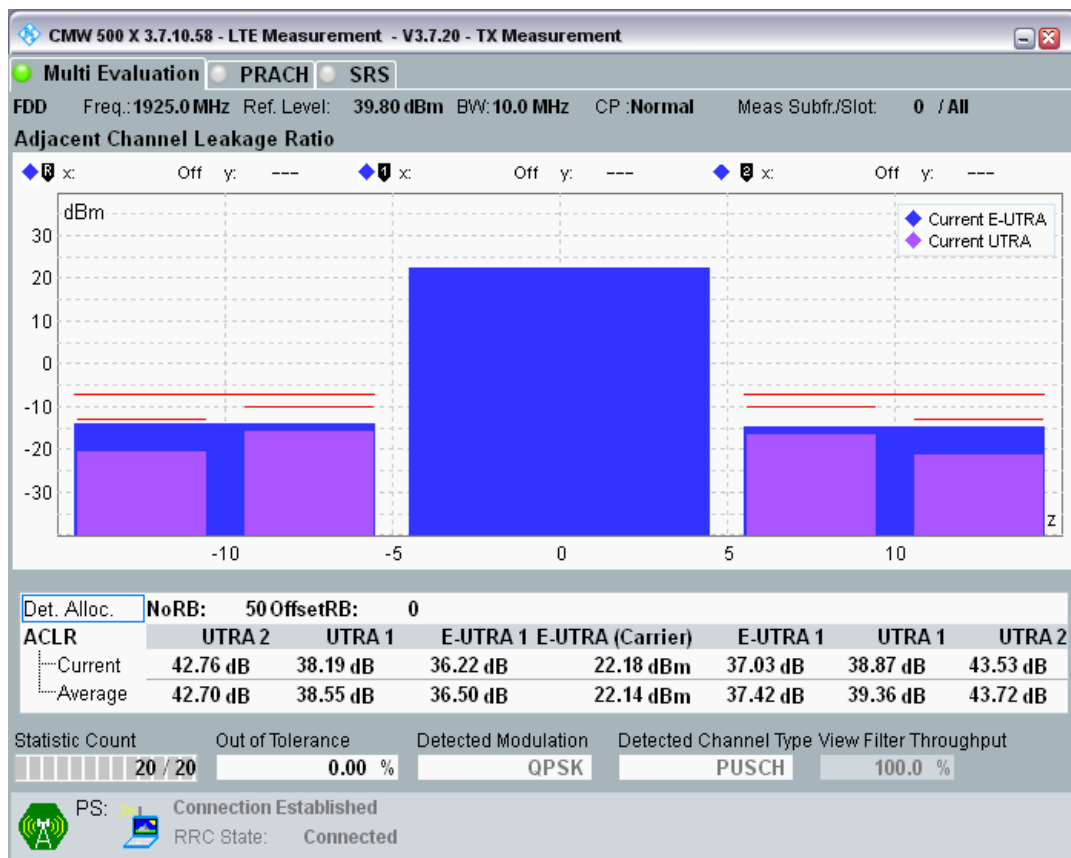 CMW 500 X 3.7.10.58 - LTE Measurement - V3.7.20 - TX Measurement
Multi Evaluation PRACH SRS
FDD Freq.:1925.0 MHz Ref. Level: 39.80 dBm BW:10.0 MHz CP :Normal Meas Subfr./Slot: 0 / All
Adjacent Channel Leakage Ratio
R x: Off y: --- 1 x: Off y: --- 2 x: Off y: ---
dBm
Current E-UTRA
Current UTRA
30
20
10
0
-10
-20
-30
z
-10 -5 0 5 10
Det. Alloc. NoRB: 50 OffsetRB: 0
ACLR UTRA 2 UTRA 1 E-UTRA 1 E-UTRA (Carrier) E-UTRA 1 UTRA 1 UTRA 2
Current 42.76 dB 38.19 dB 36.22 dB 22.18 dBm 37.03 dB 38.87 dB 43.53 dB
Average 42.70 dB 38.55 dB 36.50 dB 22.14 dBm 37.42 dB 39.36 dB 43.72 dB
Statistic Count Out of Tolerance Detected Modulation Detected Channel Type View Filter Throughput
20 / 20 0.00 % QPSK PUSCH 100.0 %
PS: Connection Established
RRC State: Connected